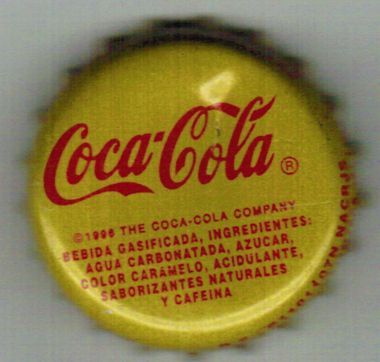 Coca-Cola ®
©1996 THE COCA-COLA COMPANY
BEBIDA GASIFICADA, INGREDIENTES:
AGUA CARBONATADA, AZUCAR,
COLOR CARAMELO, ACIDULANTE,
SABORIZANTES NATURALES
Y CAFEINA